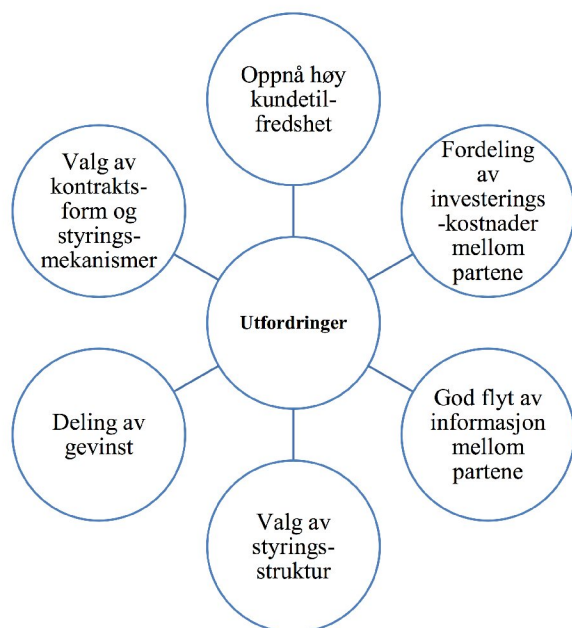 Oppnå høy
kundetil-
fredshet
Fordeling
av
investerings
-kostnader
mellom
partene
God flyt av
informasjon
mellom
partene
Valg av
styrings-
struktur
Deling av
gevinst
Valg av
kontrakts-
form og
styrings-
mekanismer
Utfordringer